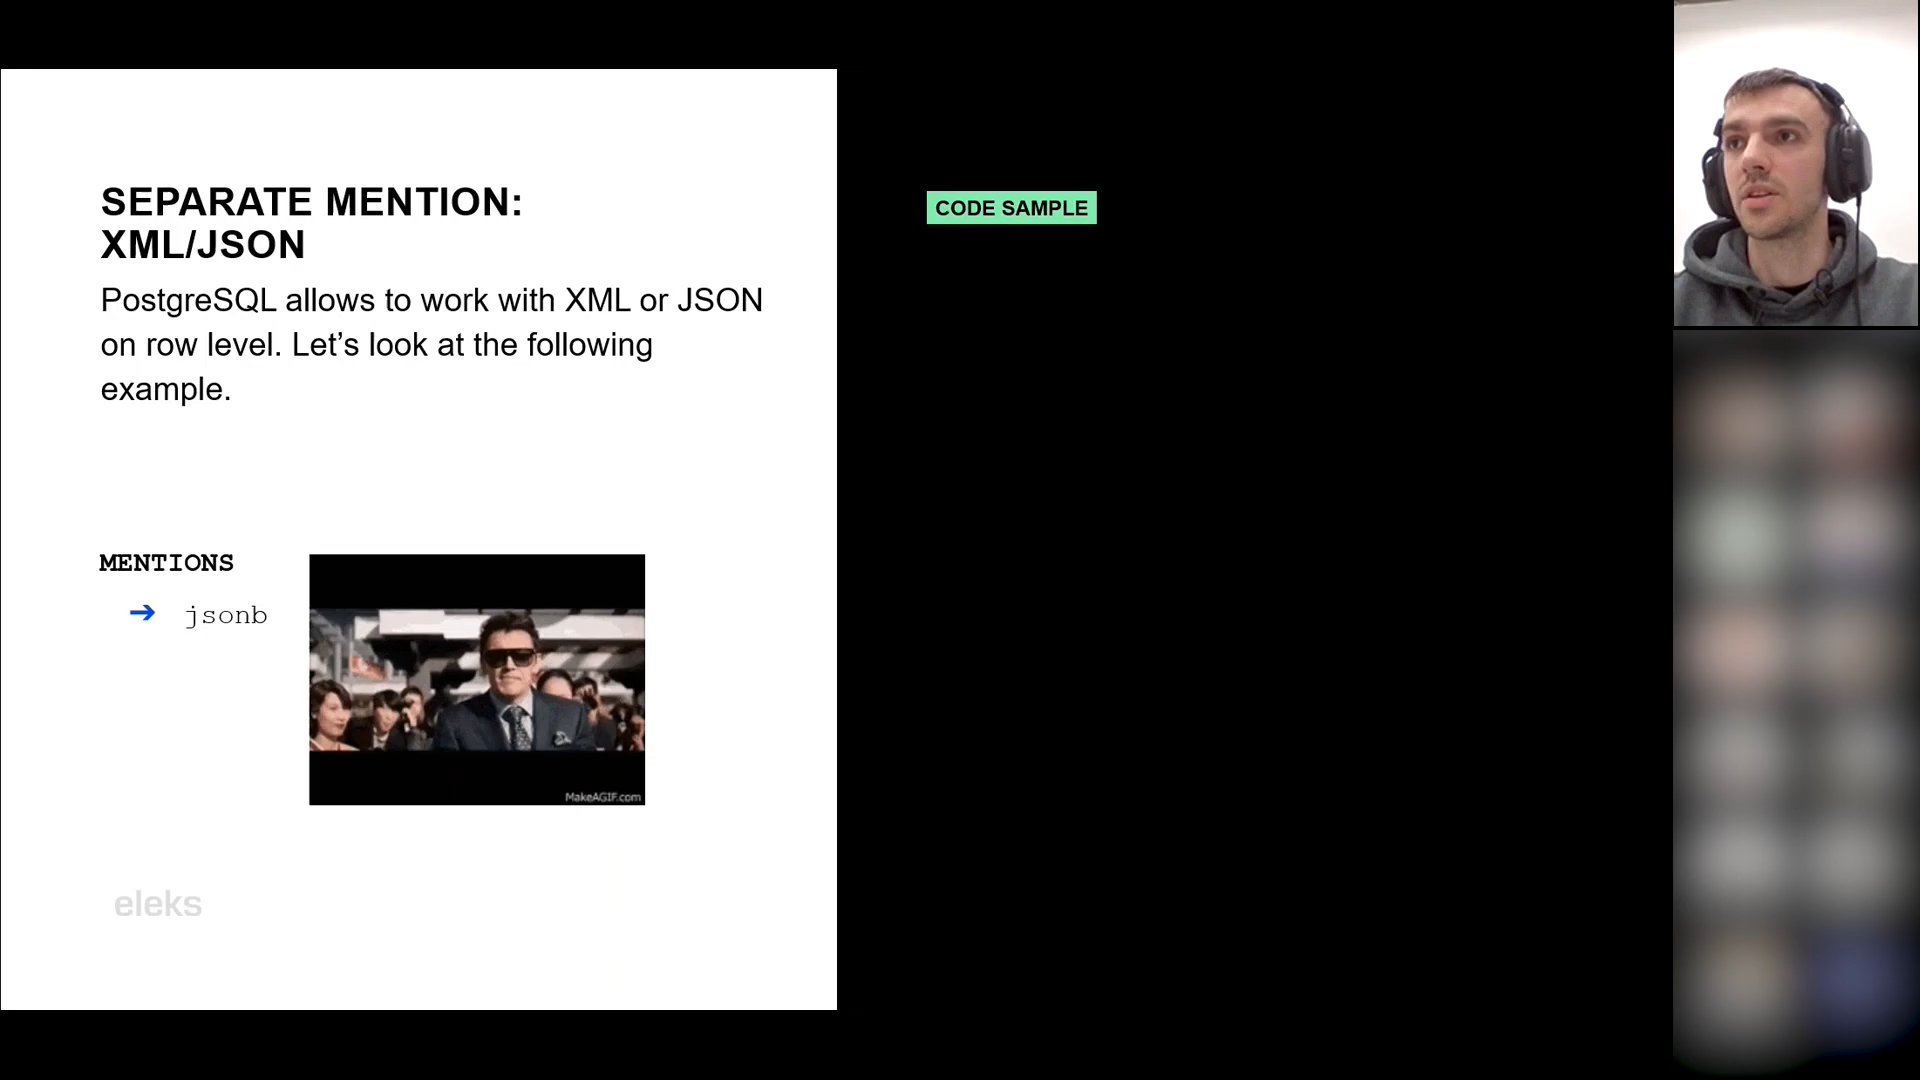 SEPARATE MENTION:
XML/JSON
PostgreSQL allows to work with XML or JSON
on row level. Let’s look at the following
example.
MENTIONS
➔ jsonb
MakeAGIF.com
eleks
CODE SAMPLE